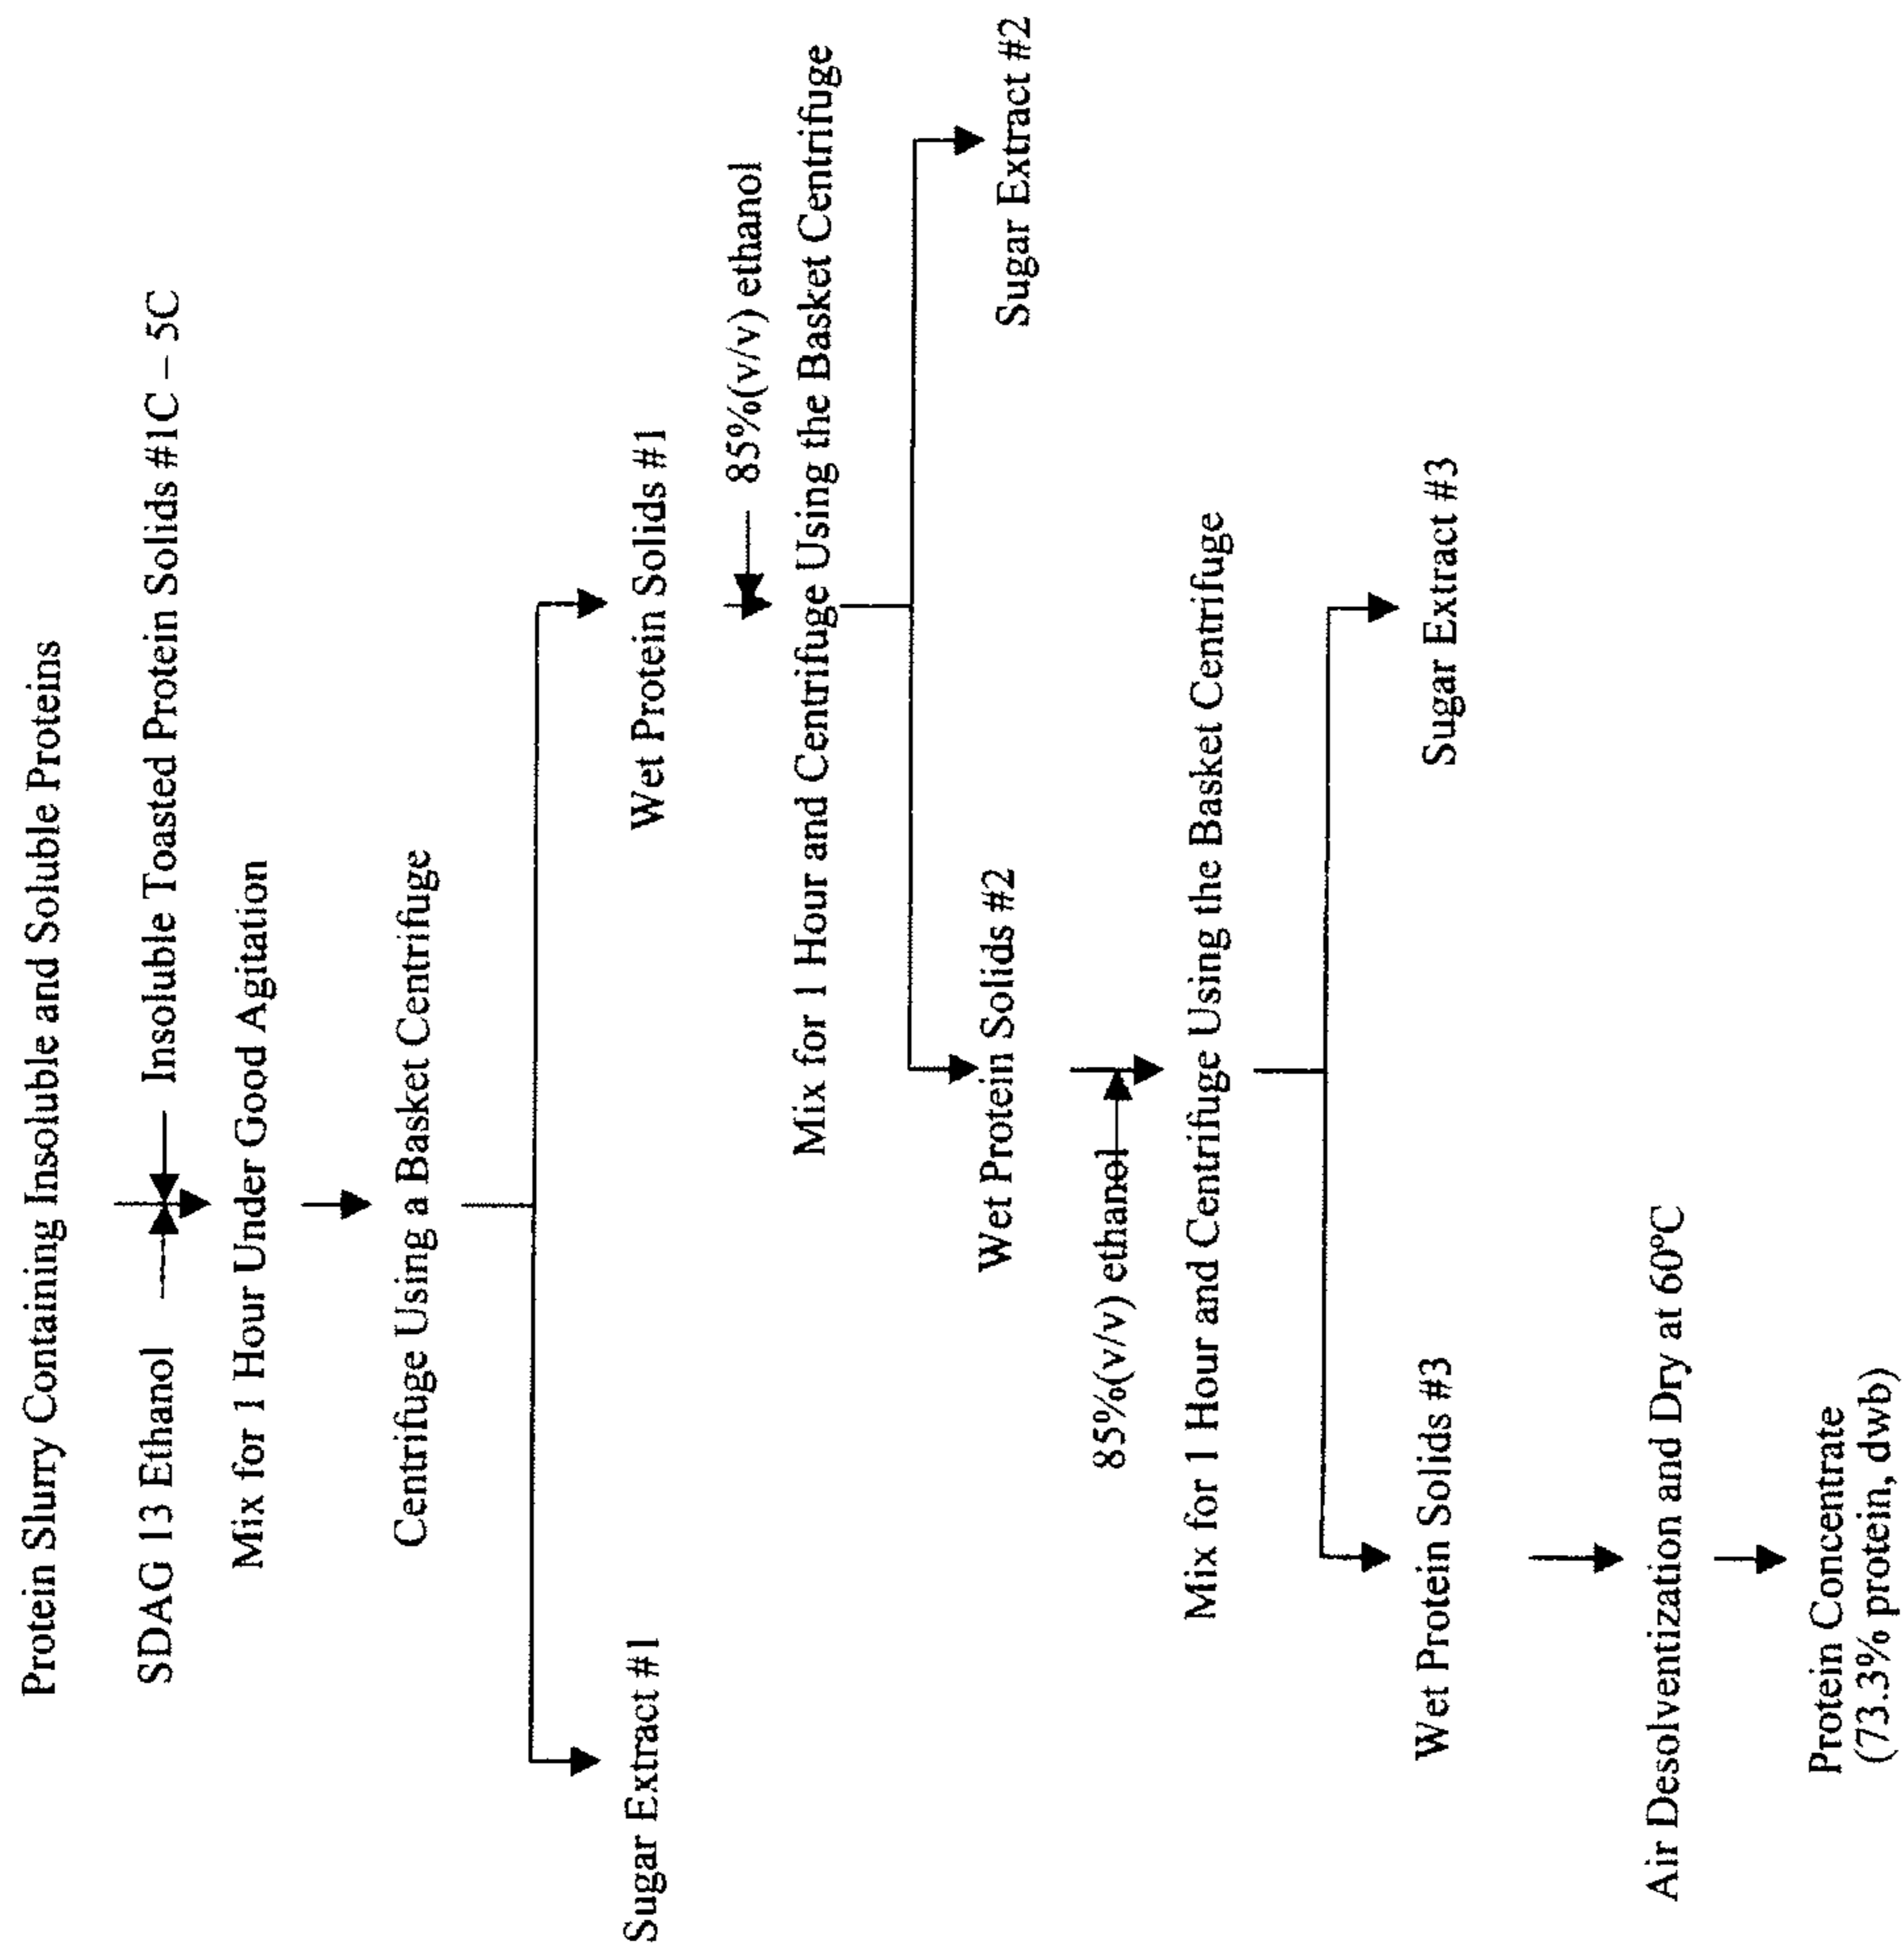 Protein Slurry Containing Insoluble and Soluble Proteins
SDAG 13 Ethanol
Insoluble Toasted Protein Solids #1C – 5C
Mix for 1 Hour Under Good Agitation
Centrifuge Using a Basket Centrifuge
Sugar Extract #1
Wet Protein Solids #1
85%(v/v) ethanol
Mix for 1 Hour and Centrifuge Using the Basket Centrifuge
Wet Protein Solids #2
Sugar Extract #2
85%(v/v) ethanol
Mix for 1 Hour and Centrifuge Using the Basket Centrifuge
Wet Protein Solids #3
Sugar Extract #3
Air Desolventization and Dry at 60°C
Protein Concentrate
(73.3% protein, dwb)